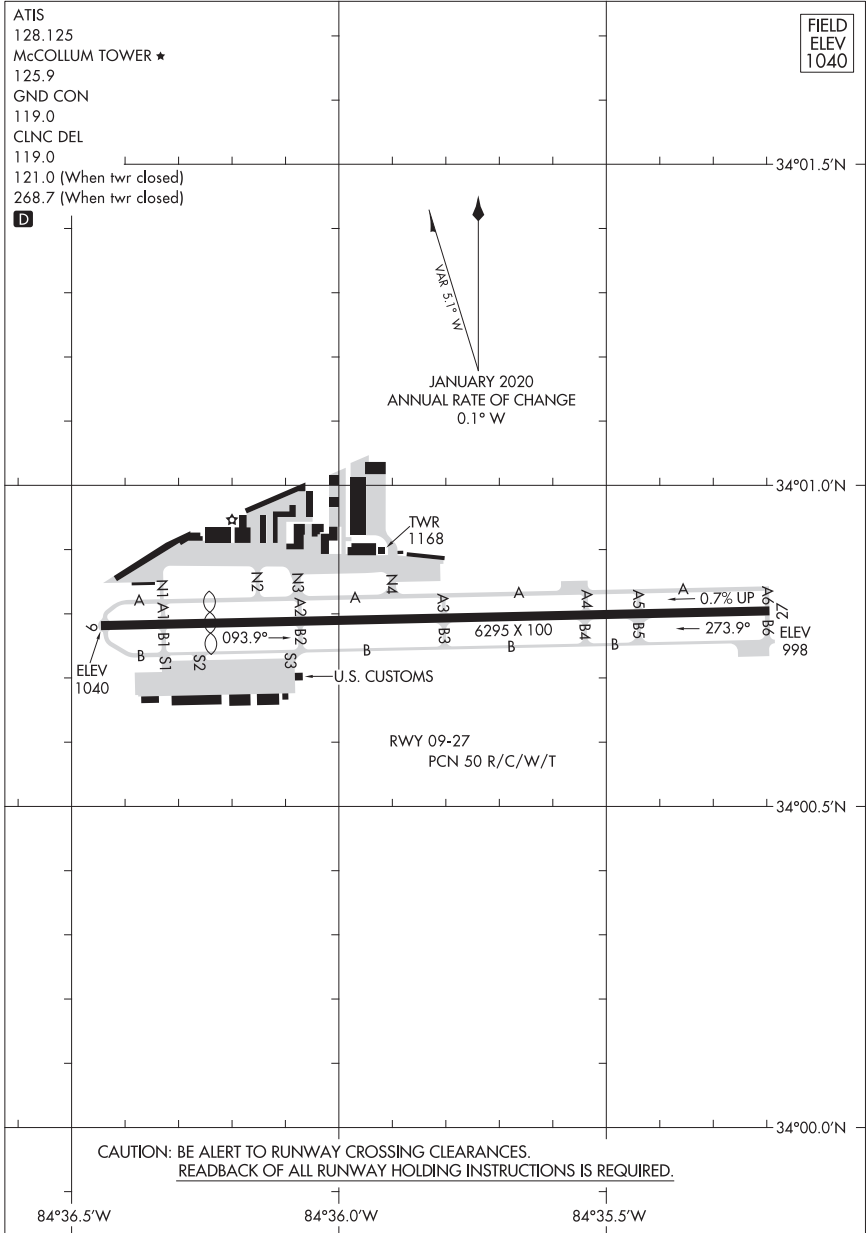 ATIS
128.125
McCOLLUM TOWER ★
125.9
GND CON
119.0
CLNC DEL
119.0
121.0 (When twr closed)
268.7 (When twr closed)
D
FIELD
ELEV
1040
34°01.5'N
VAR 5.1° W
JANUARY 2020
ANNUAL RATE OF CHANGE
0.1° W
34°01.0'N
TWR
1168
N1
N2
N3
N4
A
A1
A2
A
A3
A
A4
A5
A
A6
0.7% UP
27
9
093.9°
6295 X 100
273.9°
ELEV
998
B
B1
B2
B
B3
B
B4
B
B5
B6
S1
S2
S3
ELEV
1040
U.S. CUSTOMS
RWY 09-27
PCN 50 R/C/W/T
34°00.5'N
34°00.0'N
CAUTION: BE ALERT TO RUNWAY CROSSING CLEARANCES.
READBACK OF ALL RUNWAY HOLDING INSTRUCTIONS IS REQUIRED.
84°36.5'W
84°36.0'W
84°35.5'W